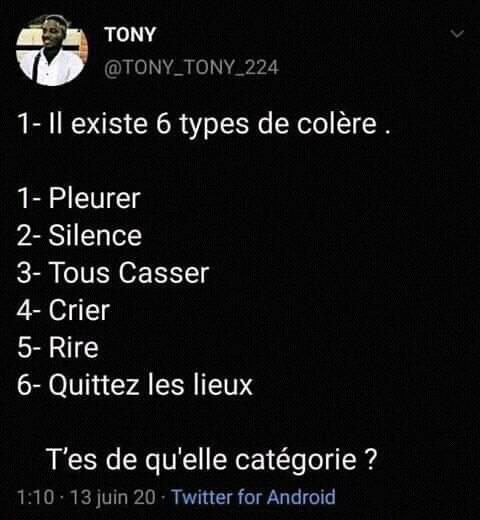 TONY
@TONY_TONY_224
1- Il existe 6 types de colère .
1- Pleurer
2- Silence
3- Tous Casser
4- Crier
5- Rire
6- Quittez les lieux
T’es de qu'elle catégorie ?
1:10 · 13 juin 20 · Twitter for Android